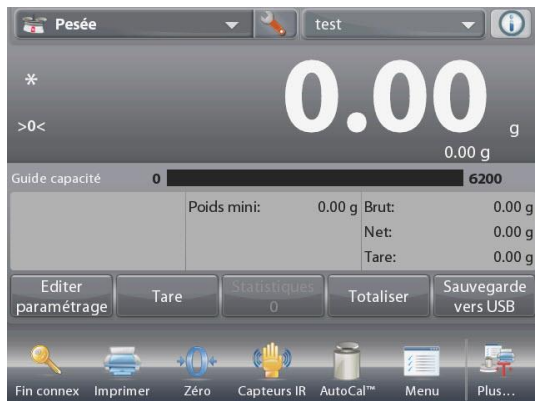 Pesée
test
*
>0<
0.00 g
0.00 g
Guide capacité 0 6200
Poids mini: 0.00 g Brut: 0.00 g
Net: 0.00 g
Tare: 0.00 g
Editer paramétrage
Tare
Statistiques 0
Totaliser
Sauvegarde vers USB
Fin connex
Imprimer
Zéro
Capteurs IR
AutoCal™
Menu
Plus...